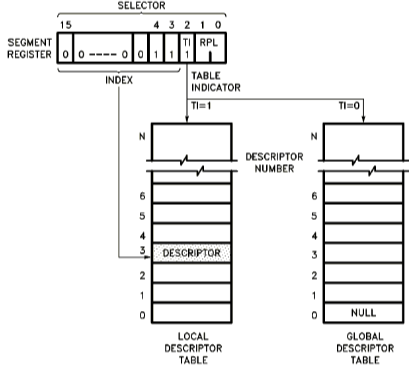 SELECTOR
15 4 3 2 1 0
SEGMENT REGISTER
0 0 ---- 0 0 1 1 TI 1 RPL
INDEX
TABLE INDICATOR
TI=1 TI=0
N N
DESCRIPTOR NUMBER
6 6
5 5
4 4
3 DESCRIPTOR 3
2 2
1 1
0 0 NULL
LOCAL DESCRIPTOR TABLE
GLOBAL DESCRIPTOR TABLE